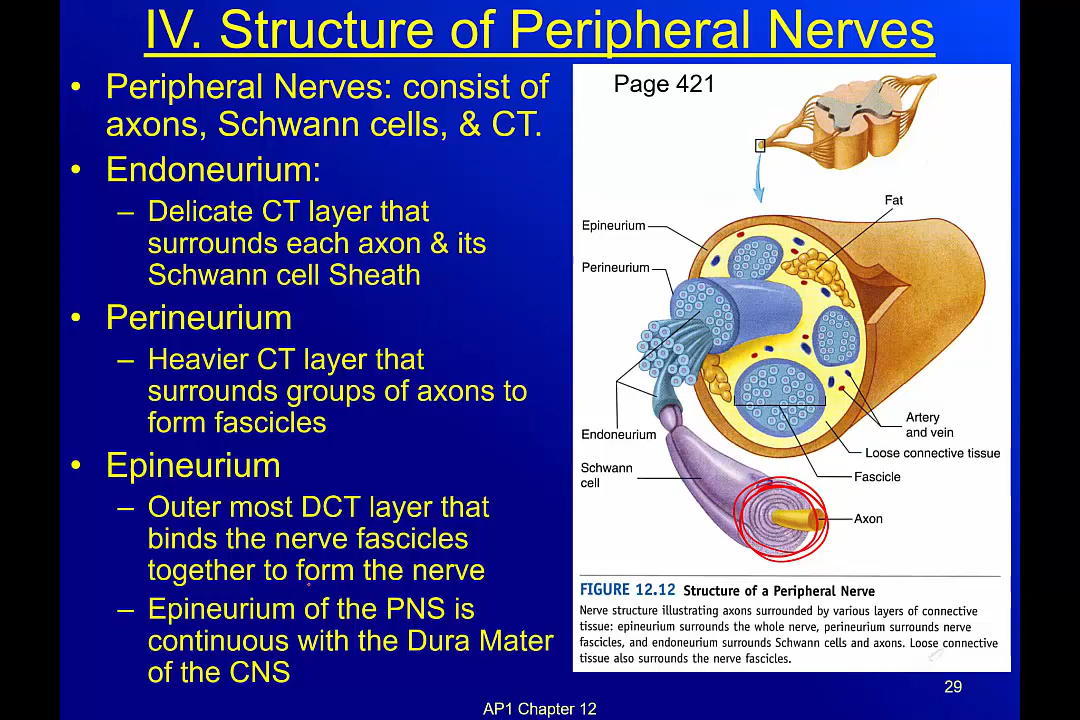 IV. Structure of Peripheral Nerves
• Peripheral Nerves: consist of
axons, Schwann cells, & CT.
• Endoneurium:
– Delicate CT layer that
surrounds each axon & its
Schwann cell Sheath
• Perineurium
– Heavier CT layer that
surrounds groups of axons to
form fascicles
• Epineurium
– Outer most DCT layer that
binds the nerve fascicles
together to form the nerve
– Epineurium of the PNS is
continuous with the Dura Mater
of the CNS
Page 421
Fat
Epineurium
Perineurium
Endoneurium
Schwann
cell
Artery
and vein
Loose connective tissue
Fascicle
Axon
FIGURE 12.12 Structure of a Peripheral Nerve
Nerve structure illustrating axons surrounded by various layers of connective
tissue: epineurium surrounds the whole nerve, perineurium surrounds nerve
fascicles, and endoneurium surrounds Schwann cells and axons. Loose connective
tissue also surrounds the nerve fascicles.
29
AP1 Chapter 12